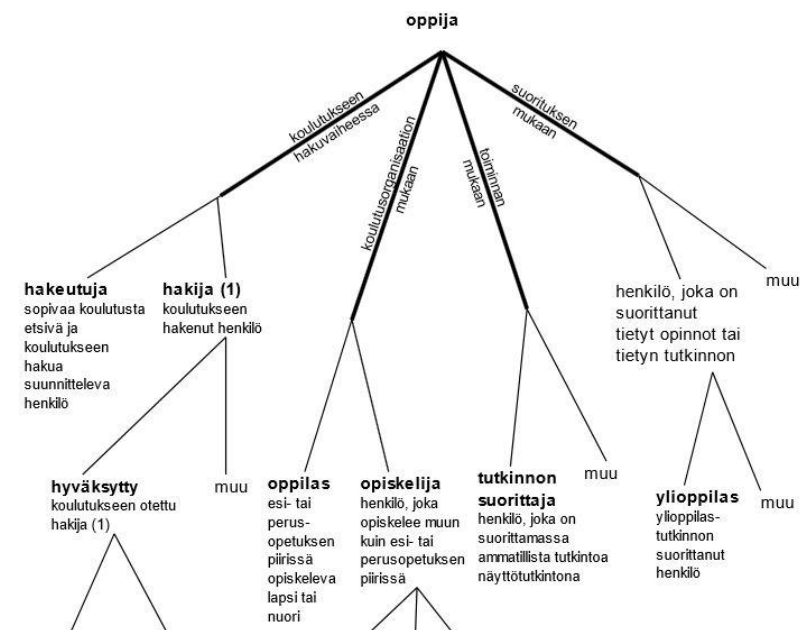 oppija
koulutukseen
hakuvaiheessa
koulutusorganisaation
mukaan
toiminnan
mukaan
suorituksen
mukaan
hakeutuja
sopivaa koulutusta
etsivä ja
koulutukseen
hakua
suunnitteleva
henkilö
hakija (1)
koulutukseen
hakenut henkilö
henkilö, joka on
suorittanut
tietyt opinnot tai
tietyn tutkinnon
muu
hyväksytty
koulutukseen otettu
hakija (1)
muu
oppilas
esi- tai
perus-
opetuksen
piirissä
opiskeleva
lapsi tai
nuori
opiskelija
henkilö, joka
opiskelee muun
kuin esi- tai
perusopetuksen
piirissä
tutkinnon
suorittaja
henkilö, joka on
suorittamassa
ammatillista tutkintoa
näyttötutkintona
muu
ylioppilas
ylioppilas-
tutkinnon
suorittanut
henkilö
muu